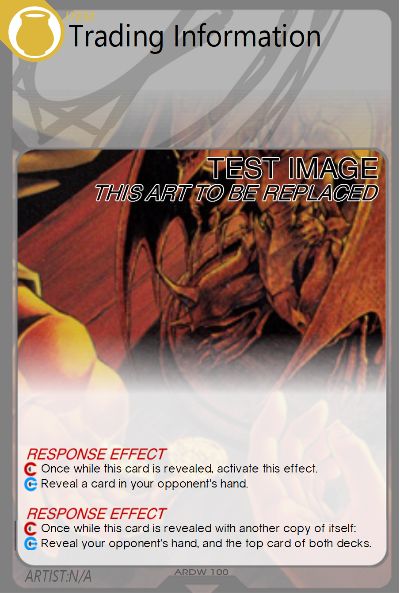 Trading Information
TEST IMAGE
THIS ART TO BE REPLACED
RESPONSE EFFECT
C Once while this card is revealed, activate this effect.
Reveal a card in your opponent's hand.
RESPONSE EFFECT
C Once while this card is revealed with another copy of itself:
Reveal your opponent's hand, and the top card of both decks.
ARTIST:N/A
ARDW 100